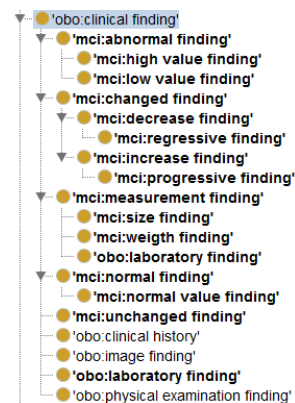 'obo:clinical finding'
'mci:abnormal finding'
'mci:high value finding'
'mci:low value finding'
'mci:changed finding'
'mci:decrease finding'
'mci:regressive finding'
'mci:increase finding'
'mci:progressive finding'
'mci:measurement finding'
'mci:size finding'
'mci:weigth finding'
'obo:laboratory finding'
'mci:normal finding'
'mci:normal value finding'
'mci:unchanged finding'
'obo:clinical history'
'obo:image finding'
'obo:laboratory finding'
'obo:physical examination finding'